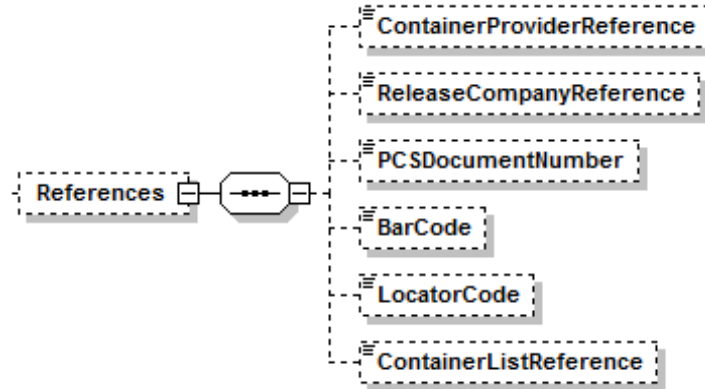 ContainerProviderReference
ReleaseCompanyReference
PCSDocumentNumber
References
BarCode
LocatorCode
ContainerListReference